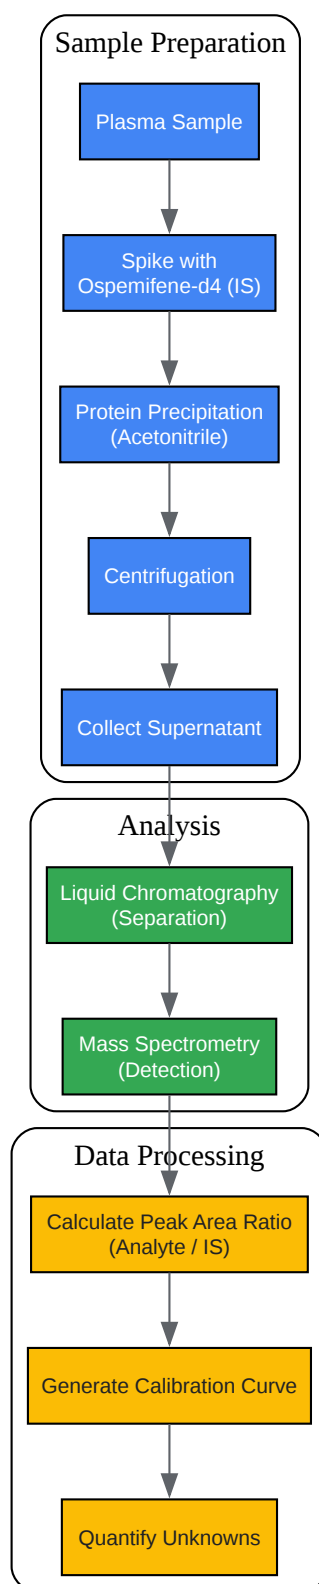 Sample Preparation
Plasma Sample
Spike with
Ospemifene-d4 (IS)
Protein Precipitation
(Acetonitrile)
Centrifugation
Collect Supernatant
Analysis
Liquid Chromatography
(Separation)
Mass Spectrometry
(Detection)
Data Processing
Calculate Peak Area Ratio
(Analyte / IS)
Generate Calibration Curve
Quantify Unknowns